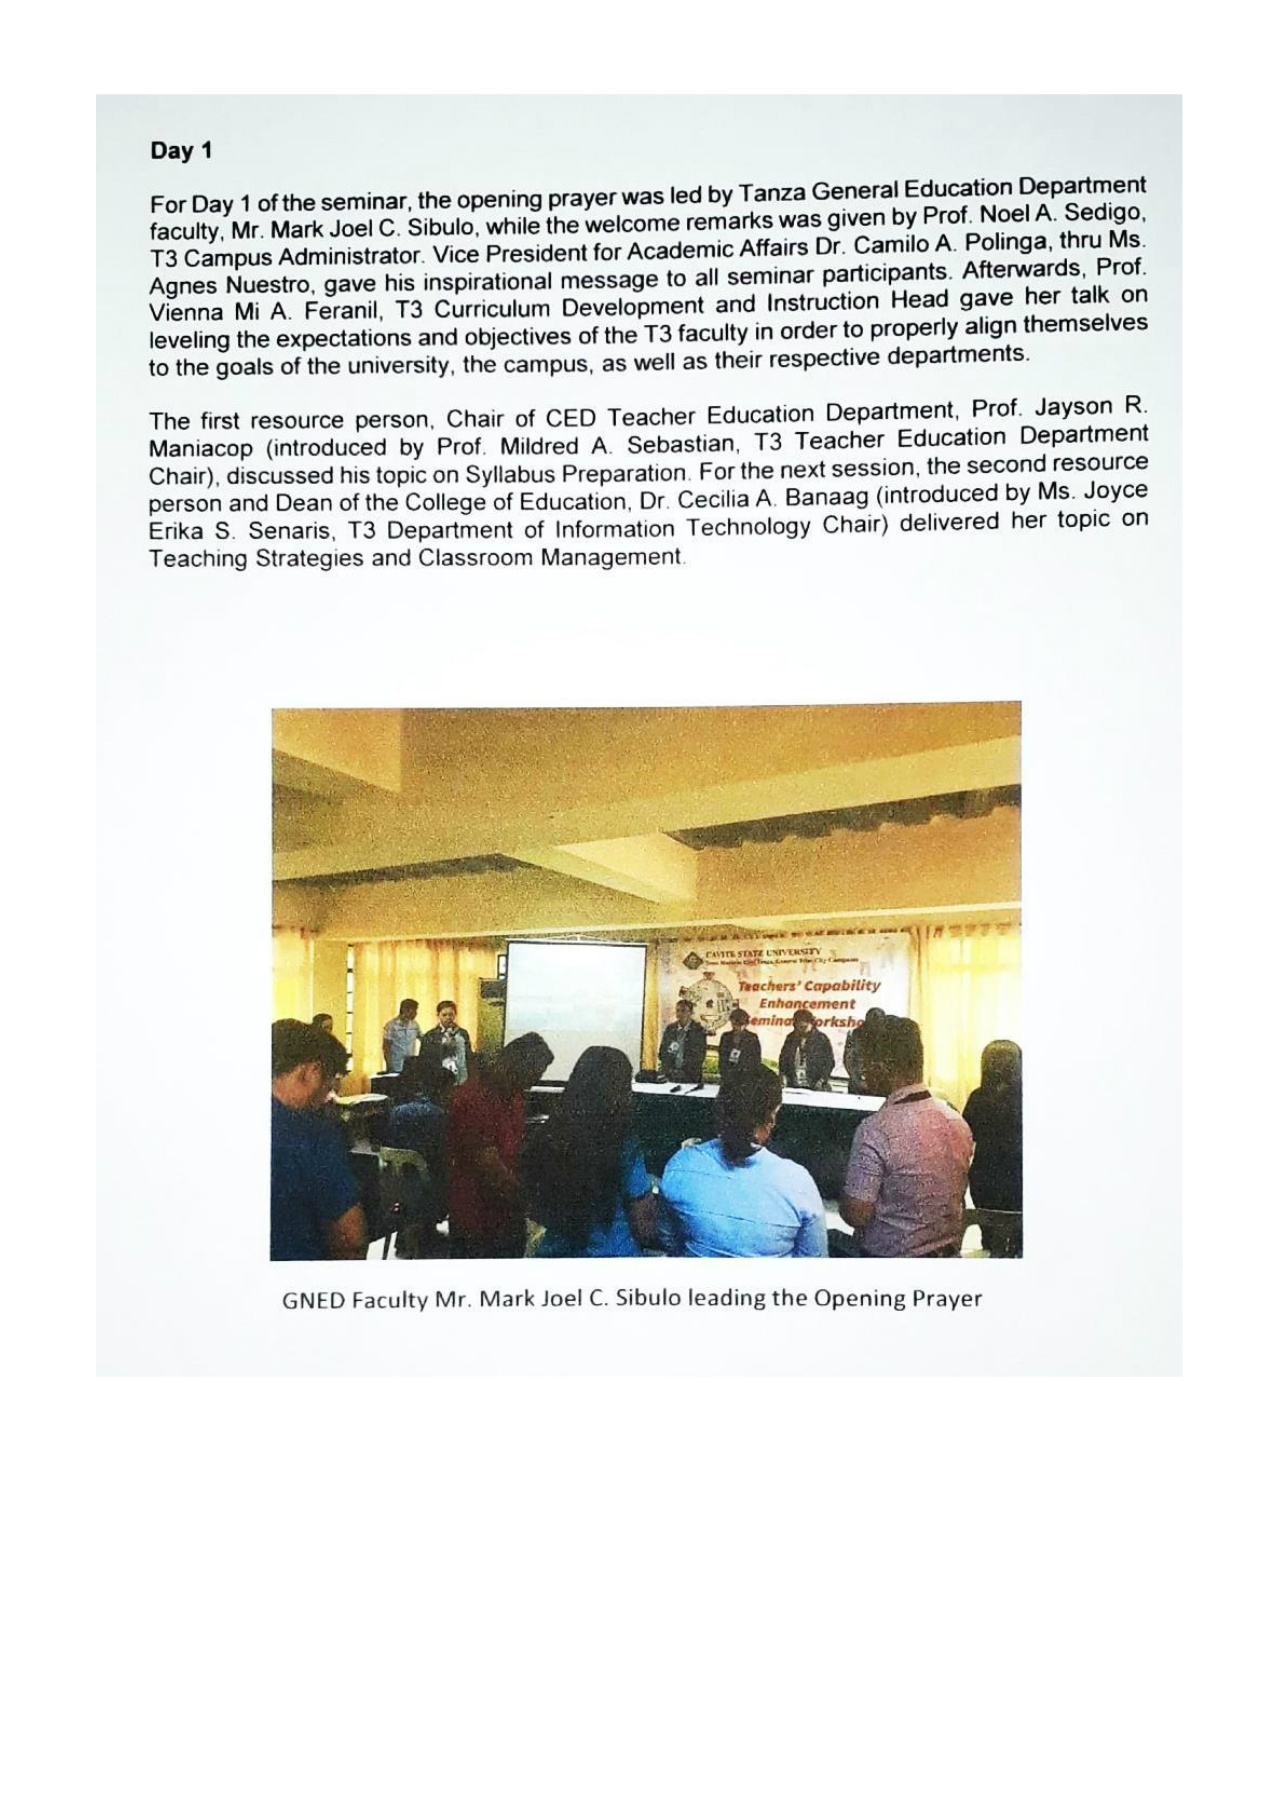 Day 1
For Day 1 of the seminar, the opening prayer was led by Tanza General Education Department
faculty, Mr. Mark Joel C. Sibulo, while the welcome remarks was given by Prof. Noel A. Sedigo,
T3 Campus Administrator. Vice President for Academic Affairs Dr. Camilo A. Polinga, thru Ms.
Agnes Nuestro, gave his inspirational message to all seminar participants. Afterwards, Prof.
Vienna Mi A. Feranil, T3 Curriculum Development and Instruction Head gave her talk on
leveling the expectations and objectives of the T3 faculty in order to properly align themselves
to the goals of the university, the campus, as well as their respective departments.
The first resource person, Chair of CED Teacher Education Department, Prof. Jayson R.
Maniacop (introduced by Prof. Mildred A. Sebastian, T3 Teacher Education Department
Chair), discussed his topic on Syllabus Preparation. For the next session, the second resource
person and Dean of the College of Education, Dr. Cecilia A. Banaag (introduced by Ms. Joyce
Erika S. Senaris, T3 Department of Information Technology Chair) delivered her topic on
Teaching Strategies and Classroom Management.
CAVITE STATE UNIVERSITY
Teachers' Capability
Enhancement
GNED Faculty Mr. Mark Joel C. Sibulo leading the Opening Prayer